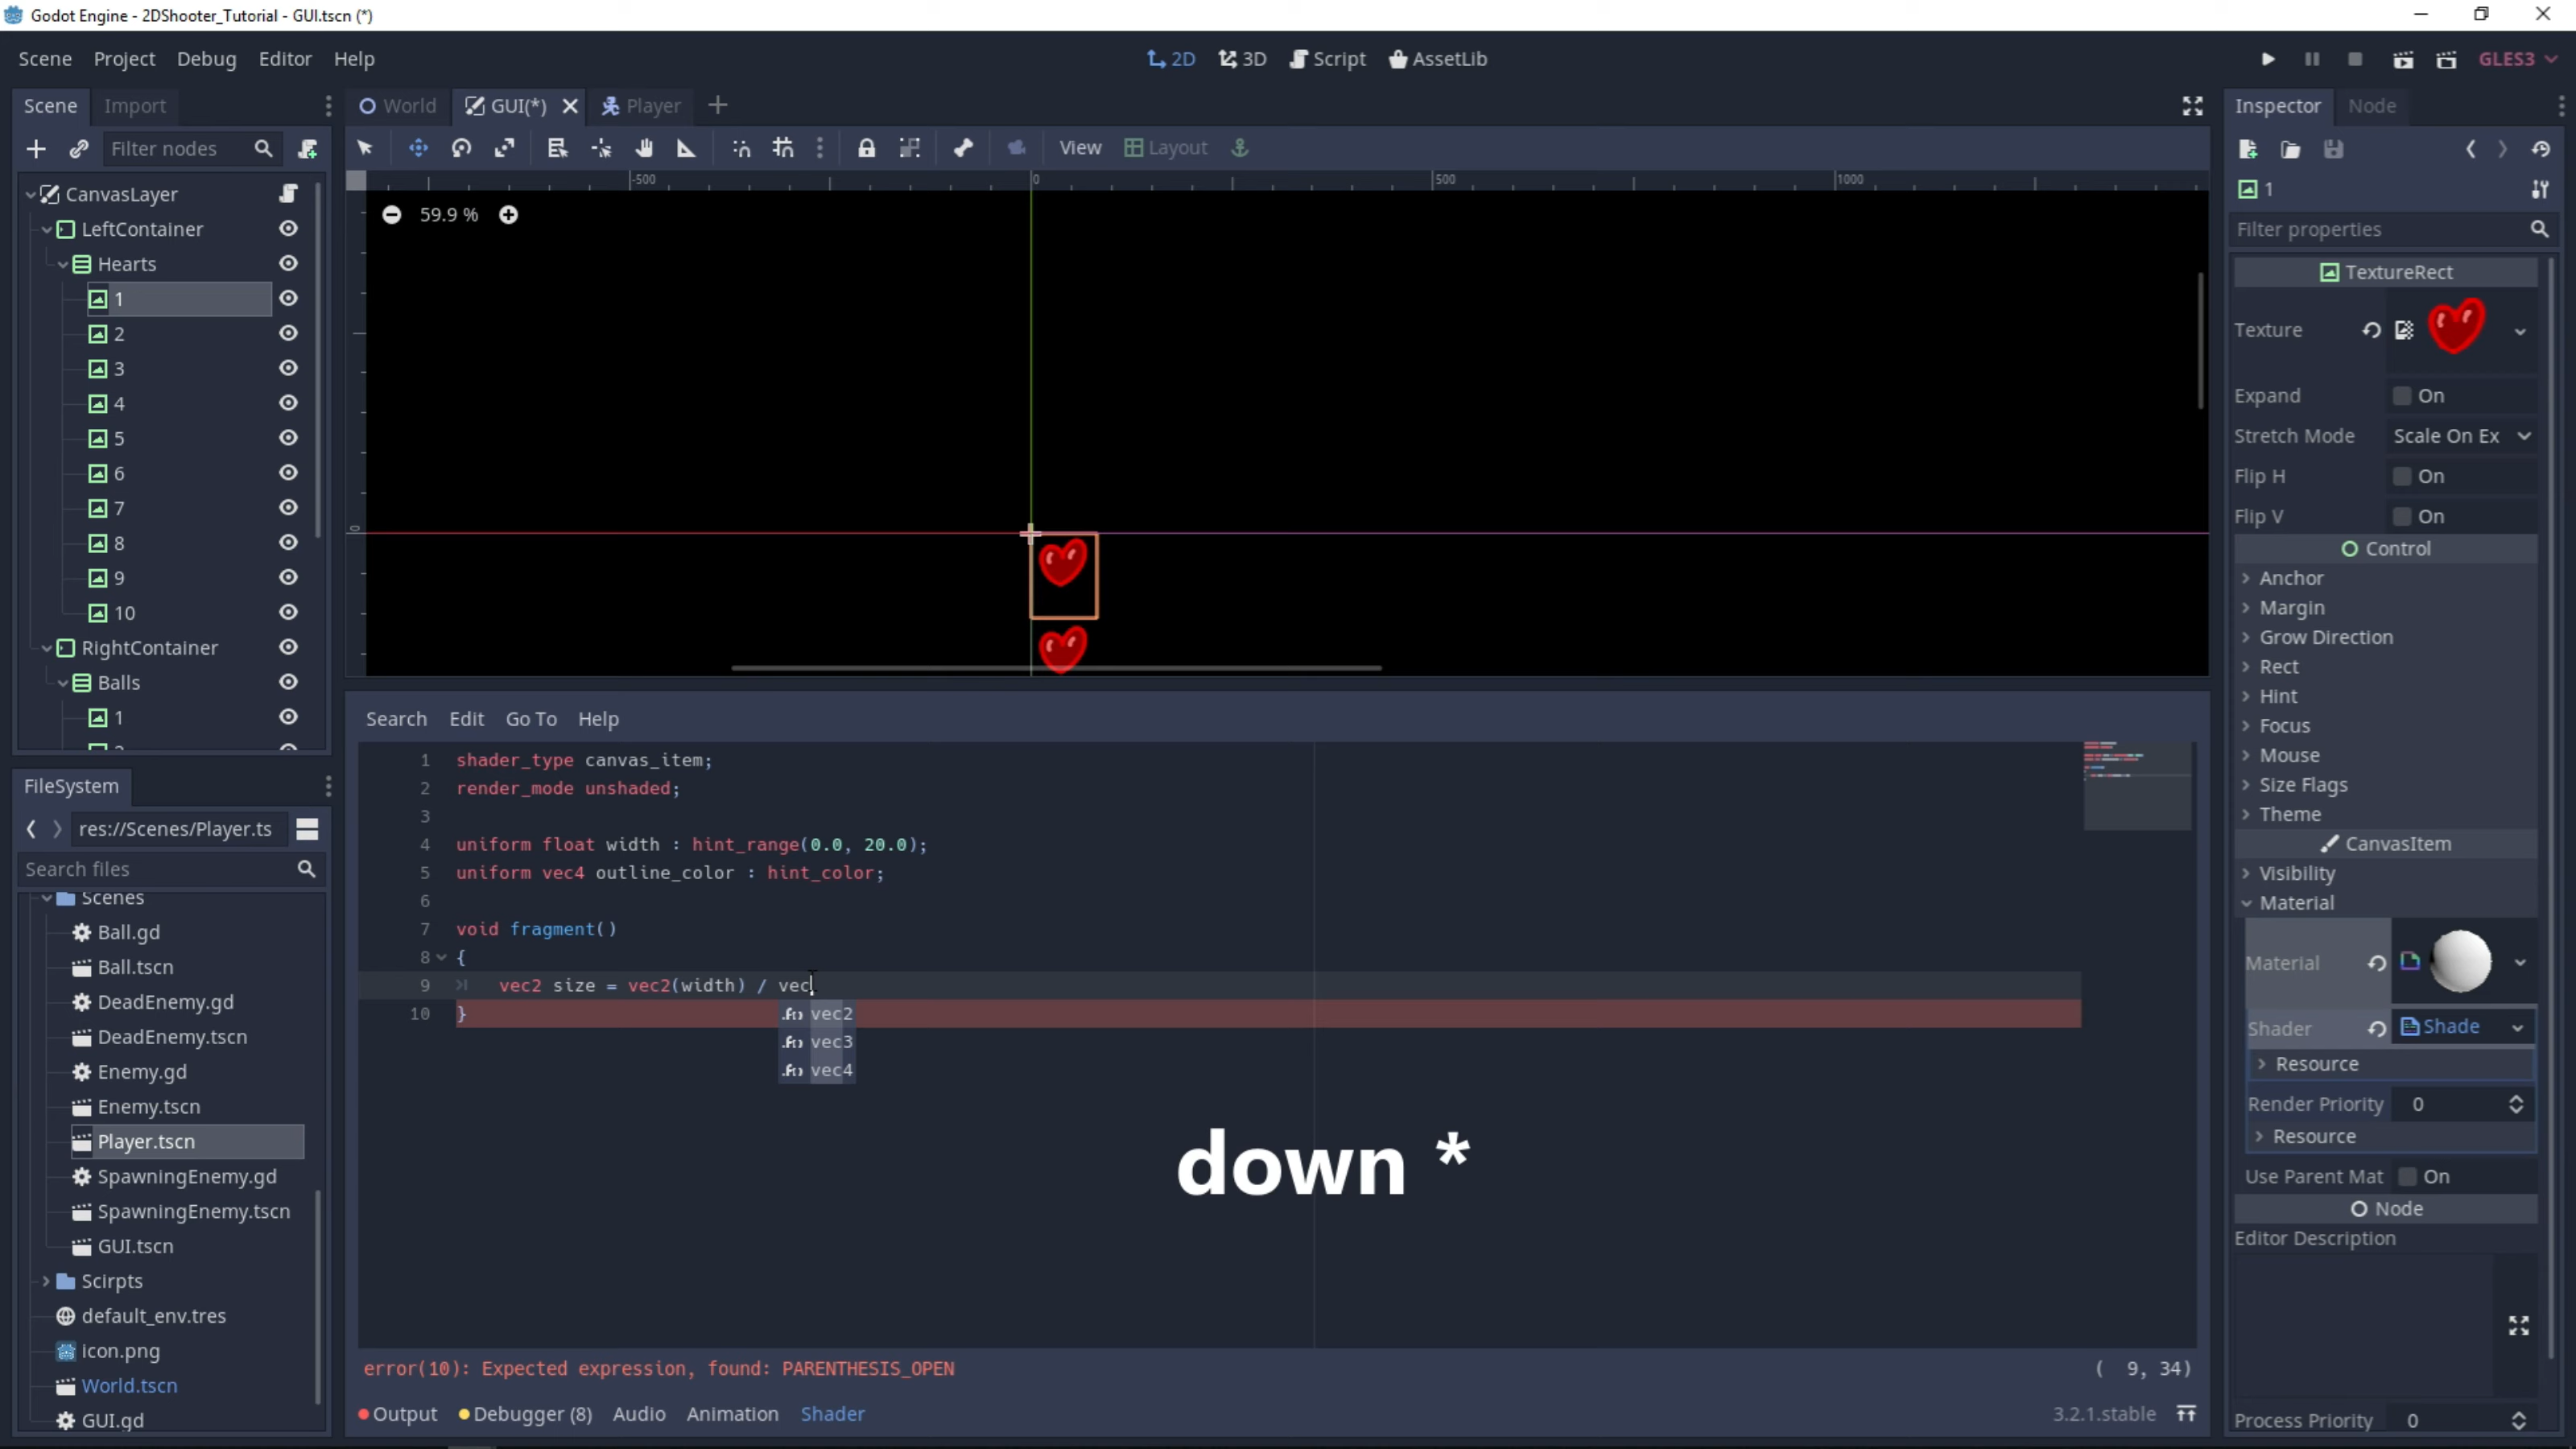 Godot Engine - 2DShooter_Tutorial - GUI.tscn (*)
Scene Project Debug Editor Help
2D 3D Script AssetLib
GLES3
Scene Import
World GUI(*) Player
Inspector Node
Filter nodes
View Layout
-500 0 500 1000
1
59.9 %
Filter properties
CanvasLayer
LeftContainer
Hearts
1
2
3
4
5
6
7
8
9
10
RightContainer
Balls
1
0
TextureRect
Texture
Expand On
Stretch Mode Scale On Ex
Flip H On
Flip V On
Control
Anchor
Margin
Grow Direction
Rect
Hint
Focus
Mouse
Size Flags
Theme
CanvasItem
Visibility
Material
Material
Shader Shade
Resource
Render Priority 0
Resource
Use Parent Mat On
Node
Editor Description
Process Priority 0
Search Edit Go To Help
1 shader_type canvas_item;
2 render_mode unshaded;
3
4 uniform float width : hint_range(0.0, 20.0);
5 uniform vec4 outline_color : hint_color;
6
7 void fragment()
8 {
9 vec2 size = vec2(width) / vec
10 }
vec2
vec3
vec4
down *
error(10): Expected expression, found: PARENTHESIS_OPEN
( 9, 34)
Output Debugger (8) Audio Animation Shader
3.2.1.stable
FileSystem
res://Scenes/Player.ts
Search files
Scenes
Ball.gd
Ball.tscn
DeadEnemy.gd
DeadEnemy.tscn
Enemy.gd
Enemy.tscn
Player.tscn
SpawningEnemy.gd
SpawningEnemy.tscn
GUI.tscn
Scirpts
default_env.tres
icon.png
World.tscn
GUI.gd